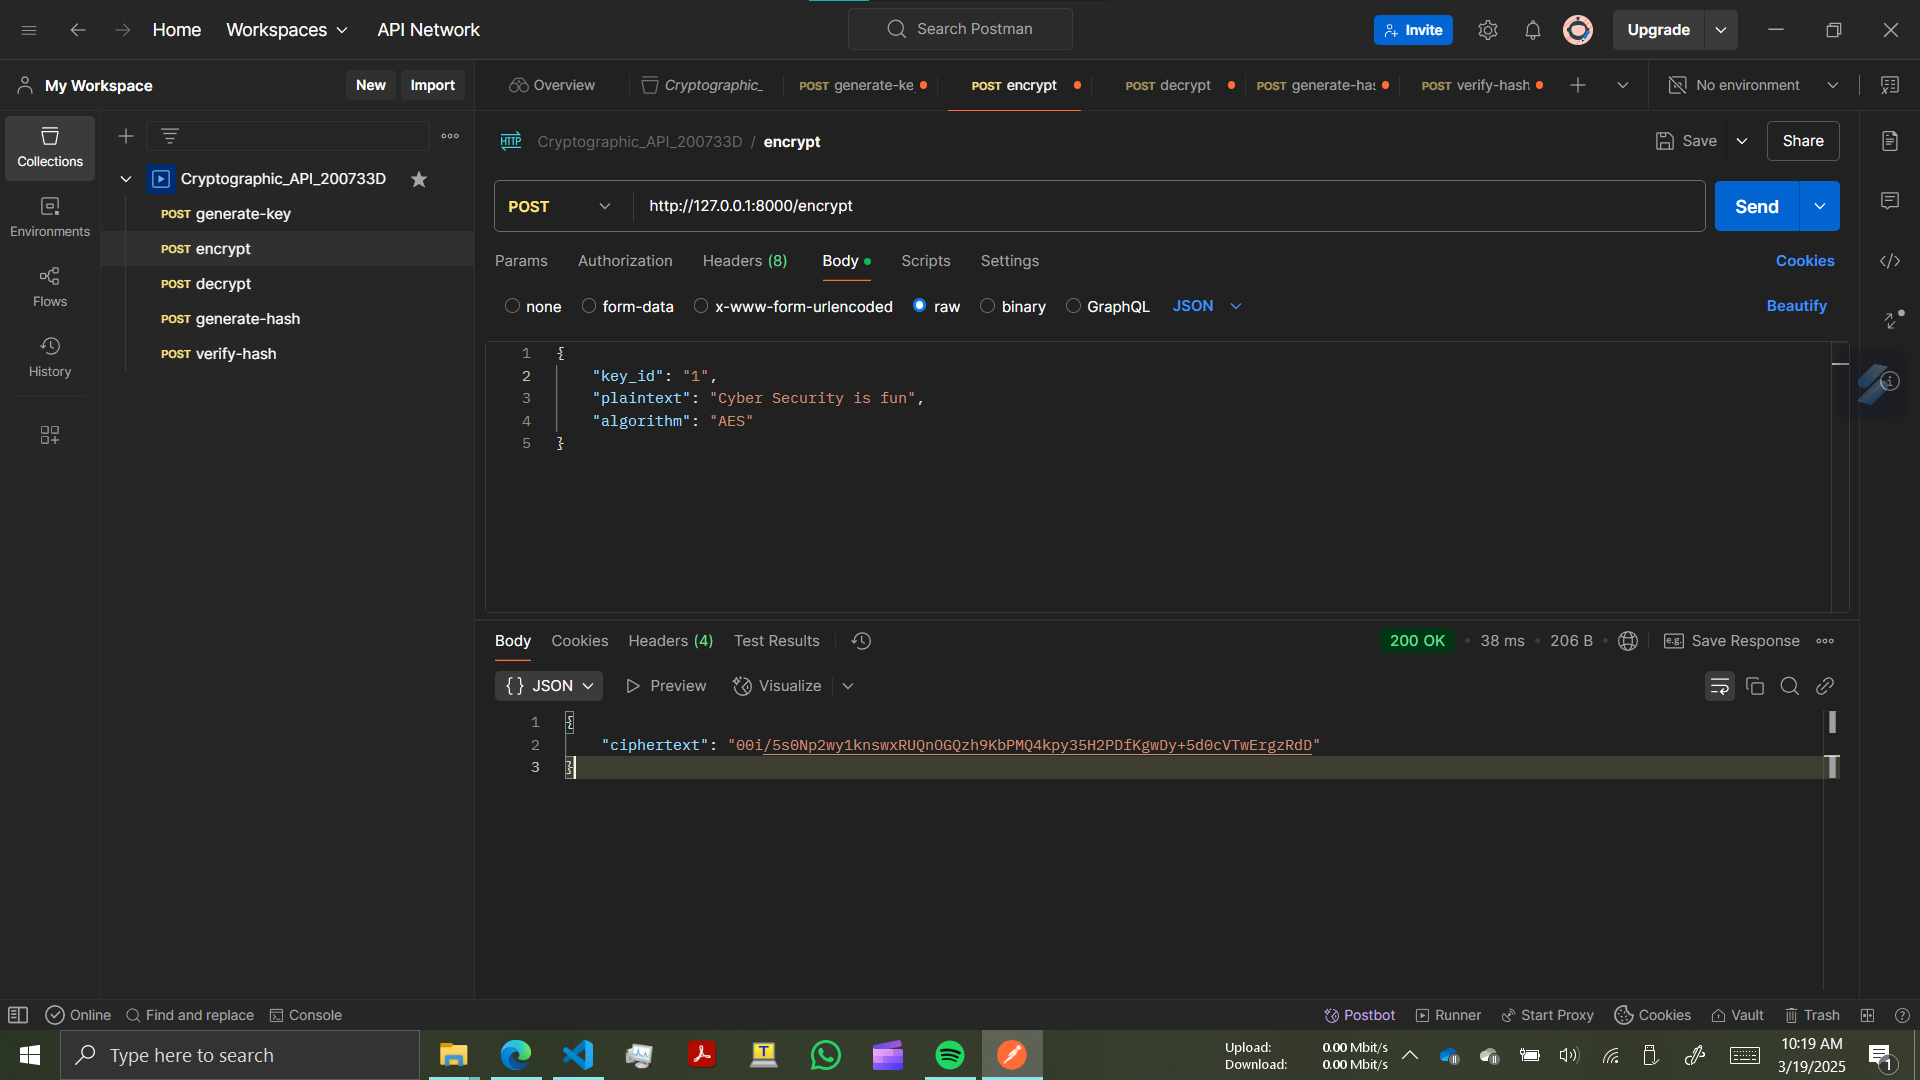 Home Workspaces API Network Search Postman Invite Upgrade
My Workspace New Import Overview Cryptographic_ POST generate-ke POST encrypt POST decrypt POST generate-has POST verify-hash No environment
Collections
Environments
Flows
History
Cryptographic_API_200733D
POST generate-key
POST encrypt
POST decrypt
POST generate-hash
POST verify-hash
HTTP Cryptographic_API_200733D / encrypt Save Share
POST http://127.0.0.1:8000/encrypt Send
Params Authorization Headers (8) Body Scripts Settings Cookies
none form-data x-www-form-urlencoded raw binary GraphQL JSON Beautify
1 {
2 "key_id": "1",
3 "plaintext": "Cyber Security is fun",
4 "algorithm": "AES"
5 }
Body Cookies Headers (4) Test Results 200 OK • 38 ms • 206 B e.g. Save Response
{} JSON Preview Visualize
1 {
2 "ciphertext": "00i/5s0Np2wy1knswxRUQnOGQzh9KbPMQ4kpy35H2PDfKgwDy+5d0cVTwErgzRdD"
3 }
Online Find and replace Console Postbot Runner Start Proxy Cookies Vault Trash
Type here to search
Upload: 0.00 Mbit/s
Download: 0.00 Mbit/s
10:19 AM
3/19/2025
1